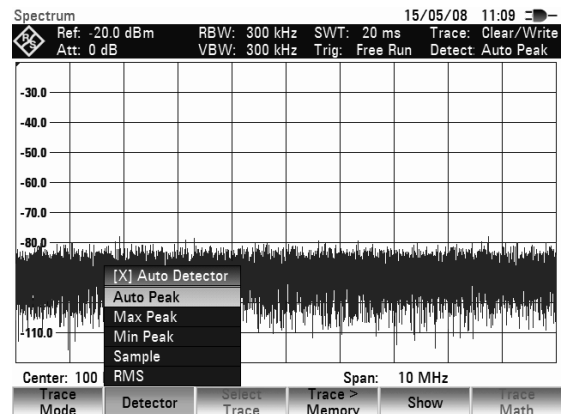 Spectrum 15/05/08 11:09
Ref: -20.0 dBm RBW: 300 kHz SWT: 20 ms Trace: Clear/Write
Att: 0 dB VBW: 300 kHz Trig: Free Run Detect: Auto Peak
-30.0
-40.0
-50.0
-60.0
-70.0
-80.0
[X] Auto Detector
Auto Peak
Max Peak
Min Peak
-110.0
Sample
RMS
Center: 100 Span: 10 MHz
Trace Mode Detector Select Trace Trace > Memory Show Trace Math